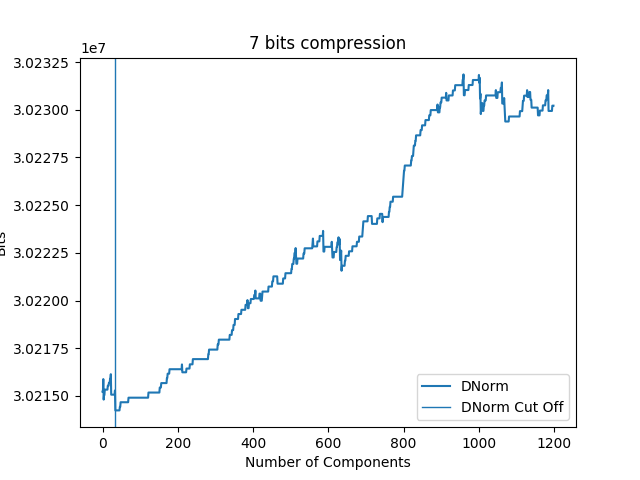 7 bits compression
1e7
3.02325
3.02300
3.02275
3.02250
3.02225
3.02200
3.02175
3.02150
Bits
0 200 400 600 800 1000 1200
Number of Components
DNorm
DNorm Cut Off